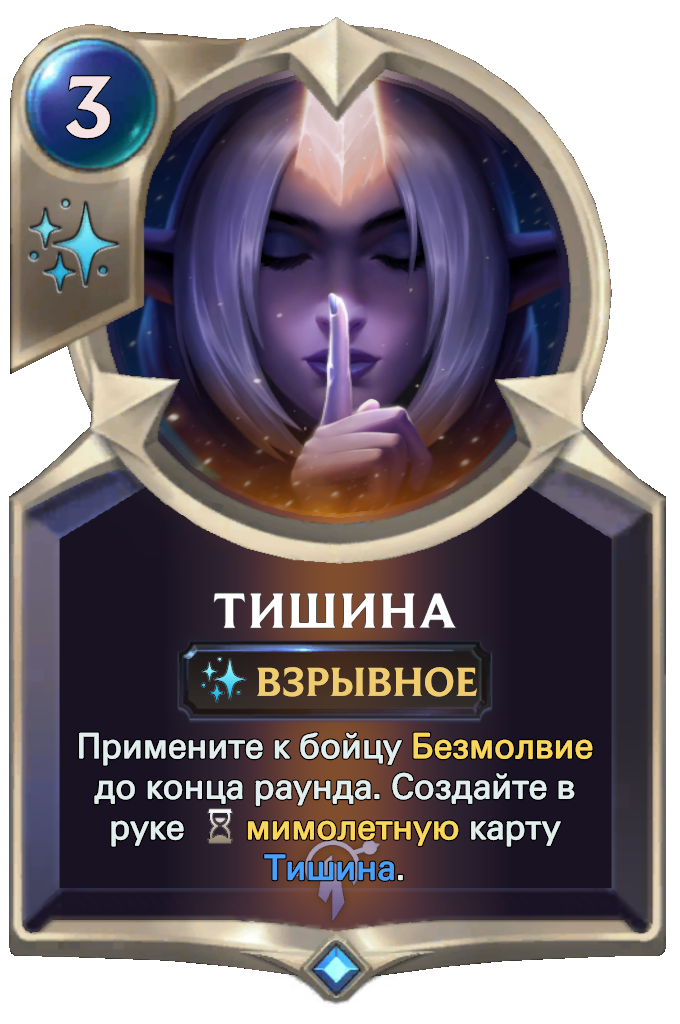 3
ТИШИНА
ВЗРЫВНОЕ
Примените к бойцу Безмолвие
до конца раунда. Создайте в
руке мимолетную карту
Тишина.